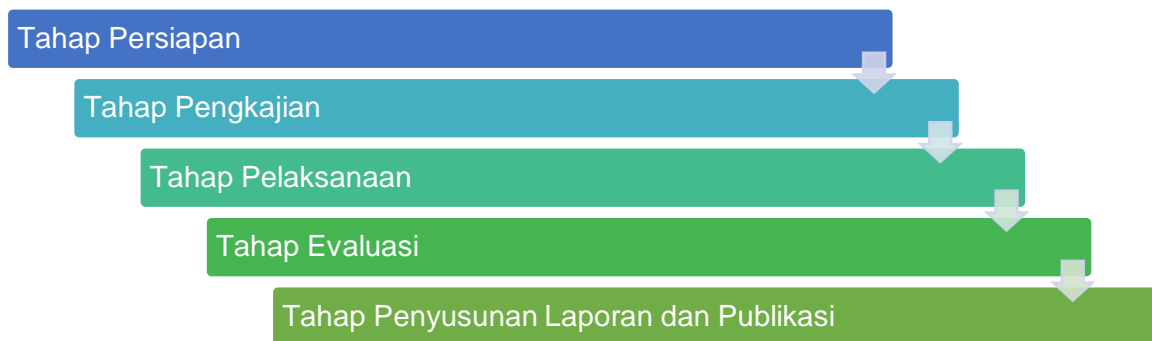 Tahap Persiapan
Tahap Pengkajian
Tahap Pelaksanaan
Tahap Evaluasi
Tahap Penyusunan Laporan dan Publikasi